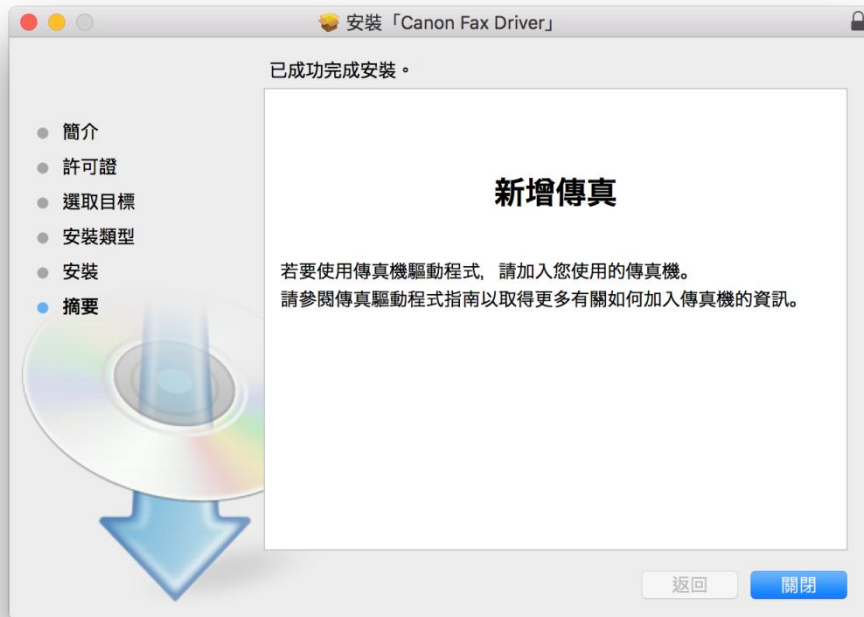 安裝「Canon Fax Driver」
已成功完成安裝。
簡介
許可證
選取目標
安裝類型
安裝
摘要
新增傳真
若要使用傳真機驅動程式，請加入您使用的傳真機。
請參閱傳真驅動程式指南以取得更多有關如何加入傳真機的資訊。
返回
關閉